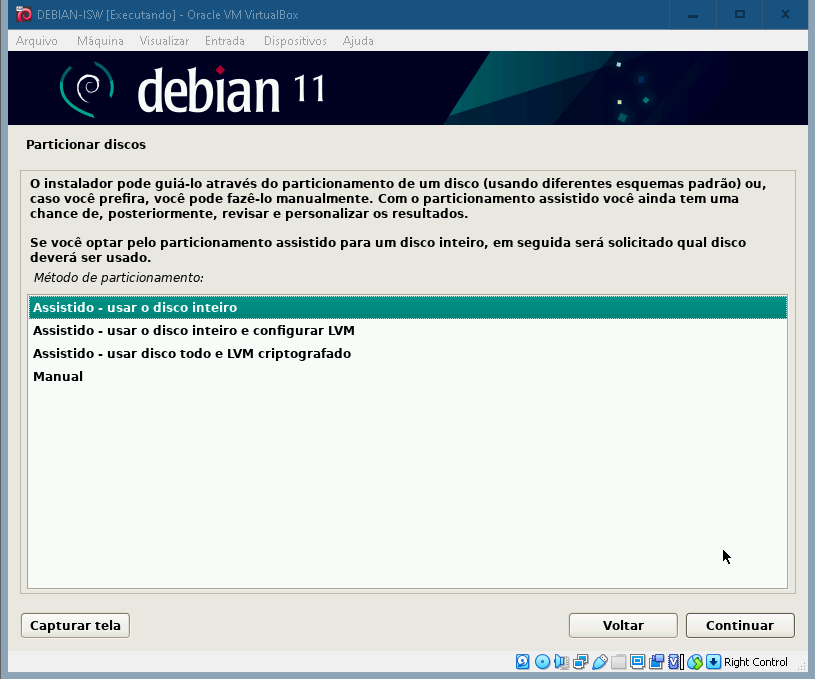 DEBIAN-ISW [Executando] - Oracle VM VirtualBox
Arquivo Máquina Visualizar Entrada Dispositivos Ajuda
debian 11
Particionar discos
O instalador pode guiá-lo através do particionamento de um disco (usando diferentes esquemas padrão) ou,
caso você prefira, você pode fazê-lo manualmente. Com o particionamento assistido você ainda tem uma
chance de, posteriormente, revisar e personalizar os resultados.
Se você optar pelo particionamento assistido para um disco inteiro, em seguida será solicitado qual disco
deverá ser usado.
Método de particionamento:
Assistido - usar o disco inteiro
Assistido - usar o disco inteiro e configurar LVM
Assistido - usar disco todo e LVM criptografado
Manual
Capturar tela Voltar Continuar
Right Control